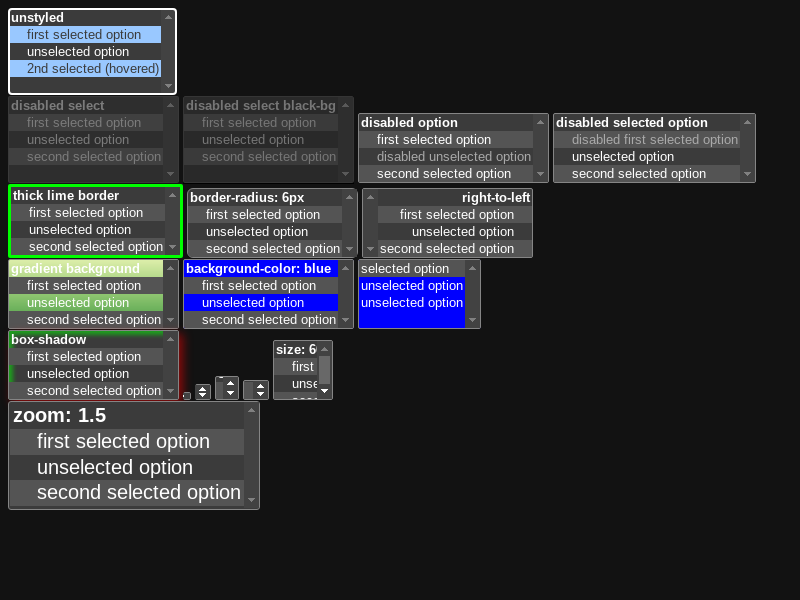 unstyled
first selected option
unselected option
2nd selected (hovered)
disabled select
first selected option
unselected option
second selected option
disabled select black-bg
first selected option
unselected option
second selected option
disabled option
first selected option
disabled unselected option
second selected option
disabled selected option
disabled first selected option
unselected option
second selected option
thick lime border
first selected option
unselected option
second selected option
border-radius: 6px
first selected option
unselected option
second selected option
right-to-left
first selected option
unselected option
second selected option
gradient background
first selected option
unselected option
second selected option
background-color: blue
first selected option
unselected option
second selected option
selected option
unselected option
unselected option
box-shadow
first selected option
unselected option
second selected option
size: 6
first
unse
zoom: 1.5
first selected option
unselected option
second selected option